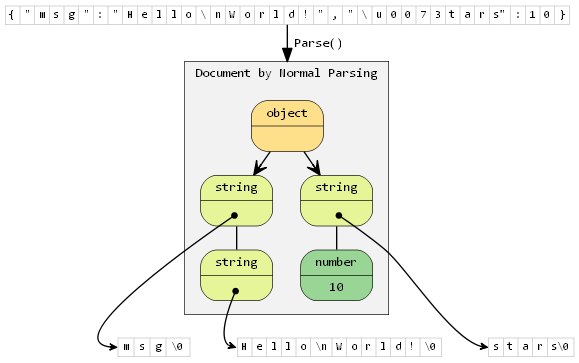 { " m s g " : " H e l l o \ n W o r l d ! " , " \ u 0 0 7 3 t a r s " : 1 0 }
Parse()
Document by Normal Parsing
object
string string
string number
10
m s g \0 H e l l o \n W o r l d ! \0 s t a r s \0